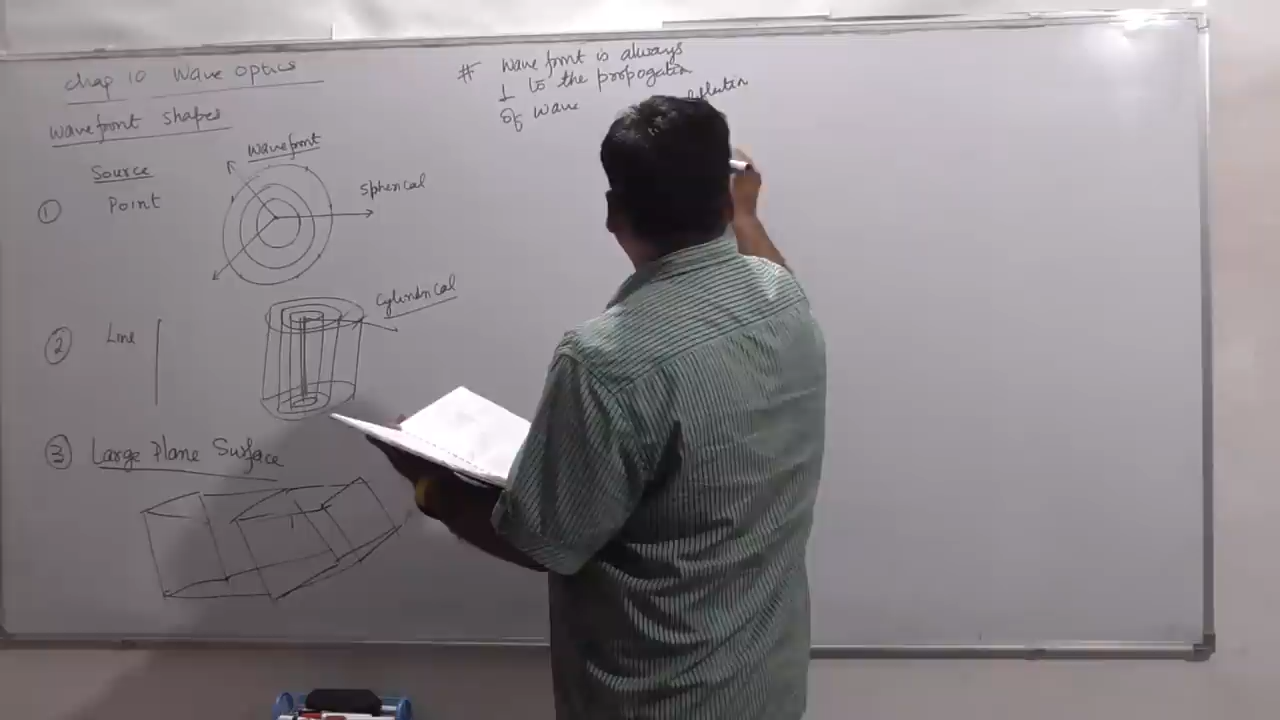 Chap 10 Wave Optics
Wavefront shapes
Source
Wavefront
① Point
Spherical
② Line
Cylindrical
③ Large Plane Surface
# Wave front is always
⊥ to the propogation
of wave